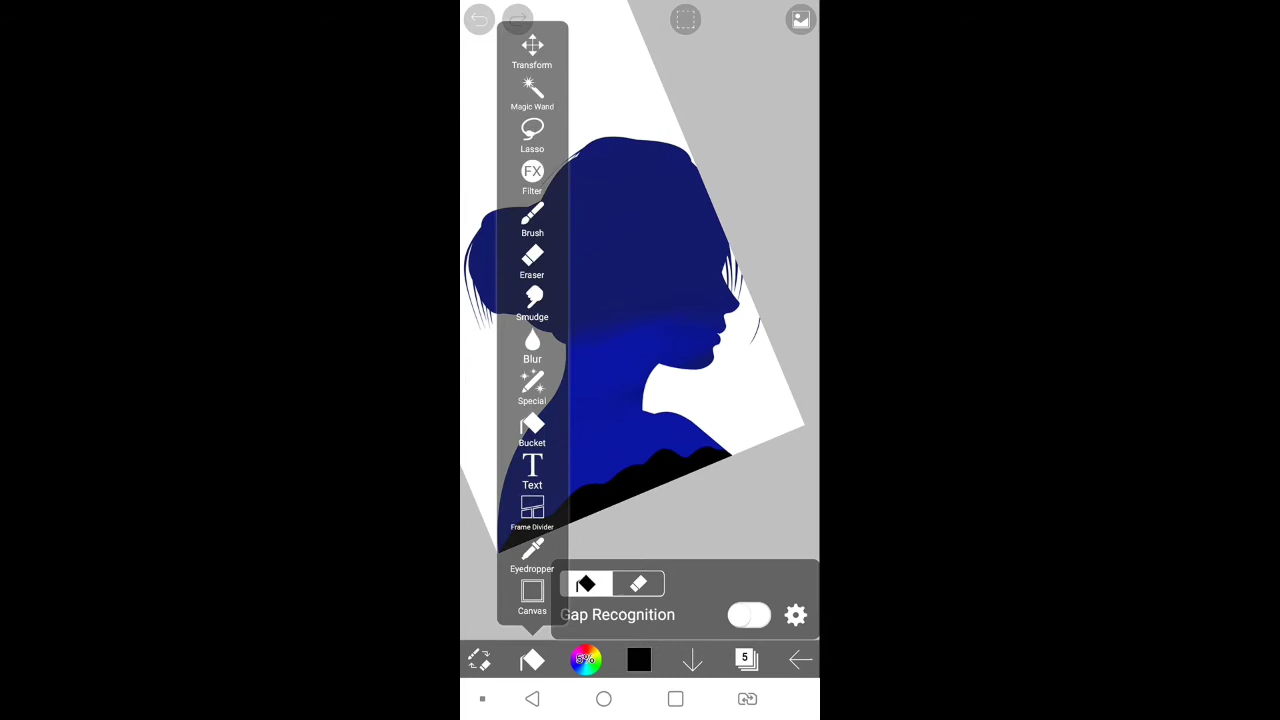 Transform
Magic Wand
Lasso
FX
Filter
Brush
Eraser
Smudge
Blur
Special
Bucket
T
Text
Frame Divider
Eyedropper
Canvas
Gap Recognition
5%
5